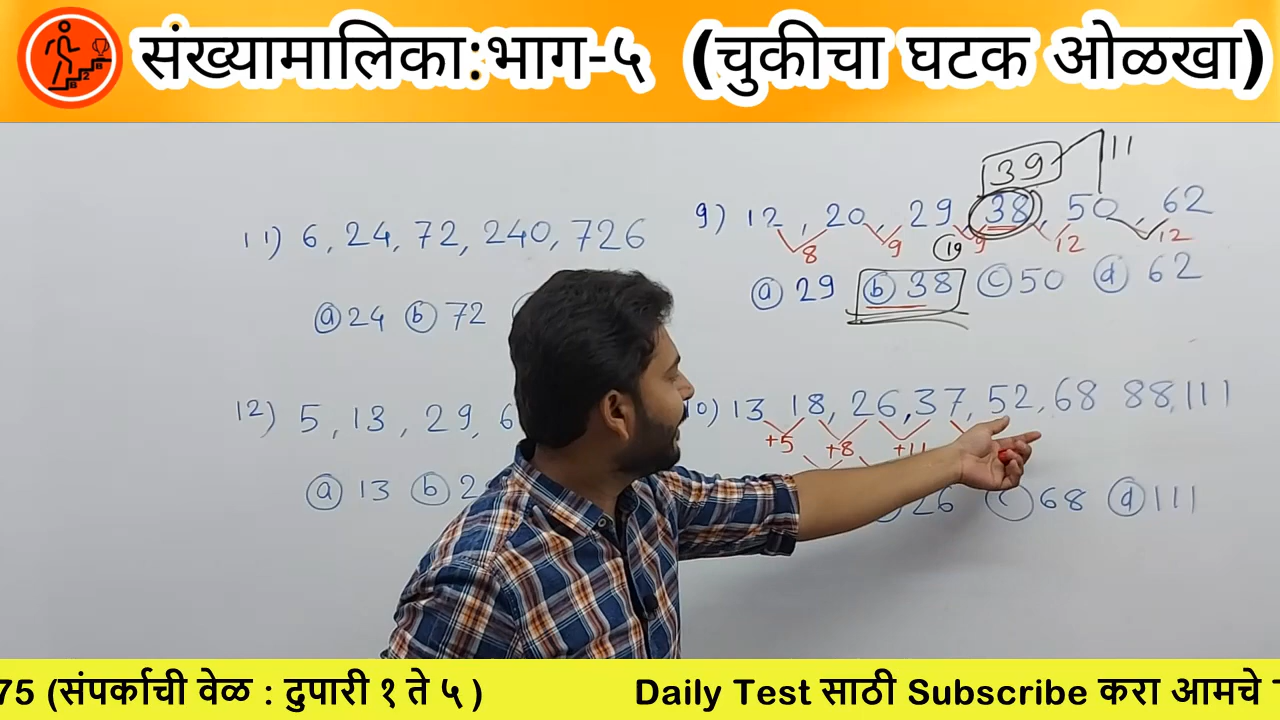 संख्यामालिका:भाग-५ (चुकीचा घटक ओळखा)
39 11
9) 12, 20, 29, 38, 50, 62
8 9 19 9 12 12
a 29 b 38 c 50 d 62
10) 13 18, 26, 37, 52, 68 88, 111
+5 +8 +11
26 68 d 111
11) 6, 24, 72, 240, 726
a 24 b 72
12) 5, 13, 29, 6
a 13 b 2
75 (संपर्काची वेळ : दुपारी १ ते ५ ) Daily Test साठी Subscribe करा आमचे